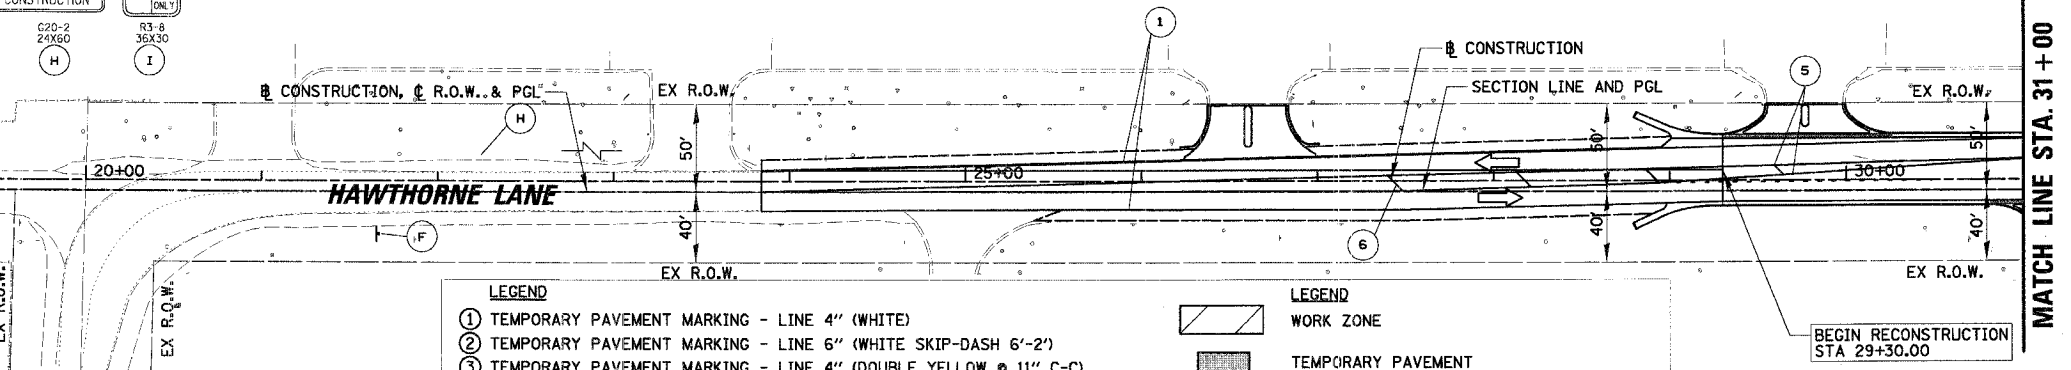 CONSTRUCTION
ONLY
G20-2
24X60
H
R3-8
36X30
I
1
℄ CONSTRUCTION
SECTION LINE AND PGL
5
EX R.O.W.
EX R.O.W.
℄ CONSTRUCTION, ℄ R.O.W. & PGL
H
50'
50'
50'
20+00
25+00
30+00
HAWTHORNE LANE
F
40'
40'
40'
6
EX R.O.W.
EX R.O.W.
EX R.O.W.
EX R.O.W.
MATCH LINE STA. 31+00
BEGIN RECONSTRUCTION
STA 29+30.00
LEGEND
1 TEMPORARY PAVEMENT MARKING - LINE 4" (WHITE)
2 TEMPORARY PAVEMENT MARKING - LINE 6" (WHITE SKIP-DASH 6'-2')
3 TEMPORARY PAVEMENT MARKING - LINE 4" (DOUBLE YELLOW @ 11" C-C)
LEGEND
WORK ZONE
TEMPORARY PAVEMENT